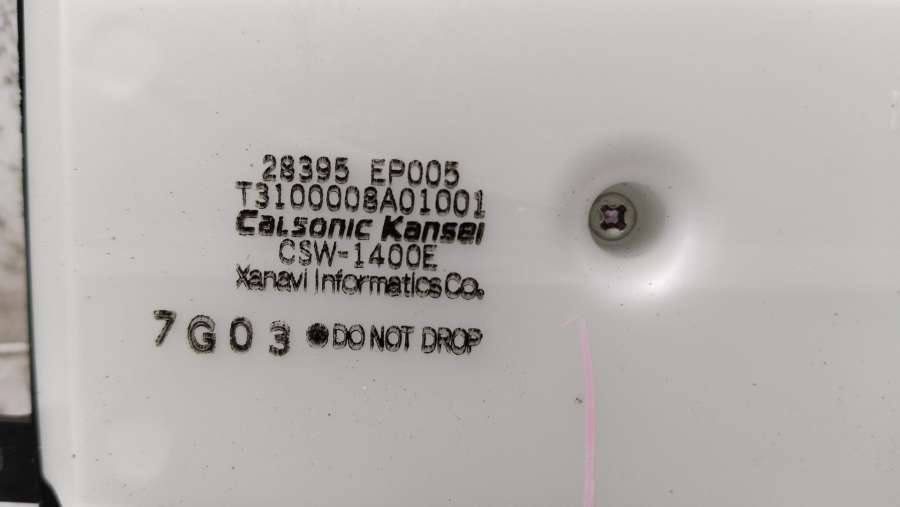 28395 EP005
T3100008A01001
Calsonic Kansei
CSW-1400E
Xanavi Informatics Co.
7G03 ●DO NOT DROP